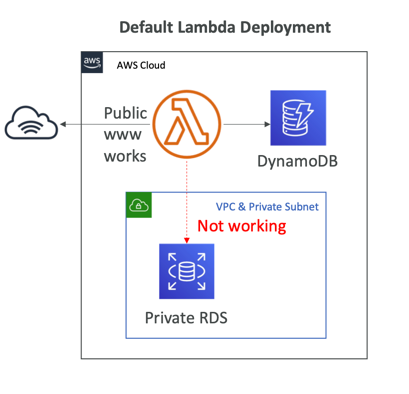 Default Lambda Deployment
aws
AWS Cloud
Public
www
works
DynamoDB
VPC & Private Subnet
Not working
Private RDS